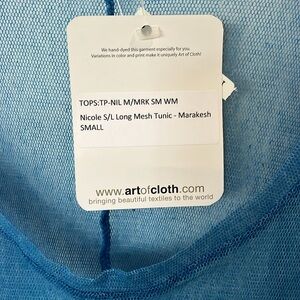 We hand-dyed this garment especially for you.
Variations in color and print make it uniquely Art of Cloth!
TOPS:TP-NIL M/MRK SM WM
Nicole S/L Long Mesh Tunic - Marakesh
SMALL
www.artofcloth.com
bringing beautiful textiles to the world